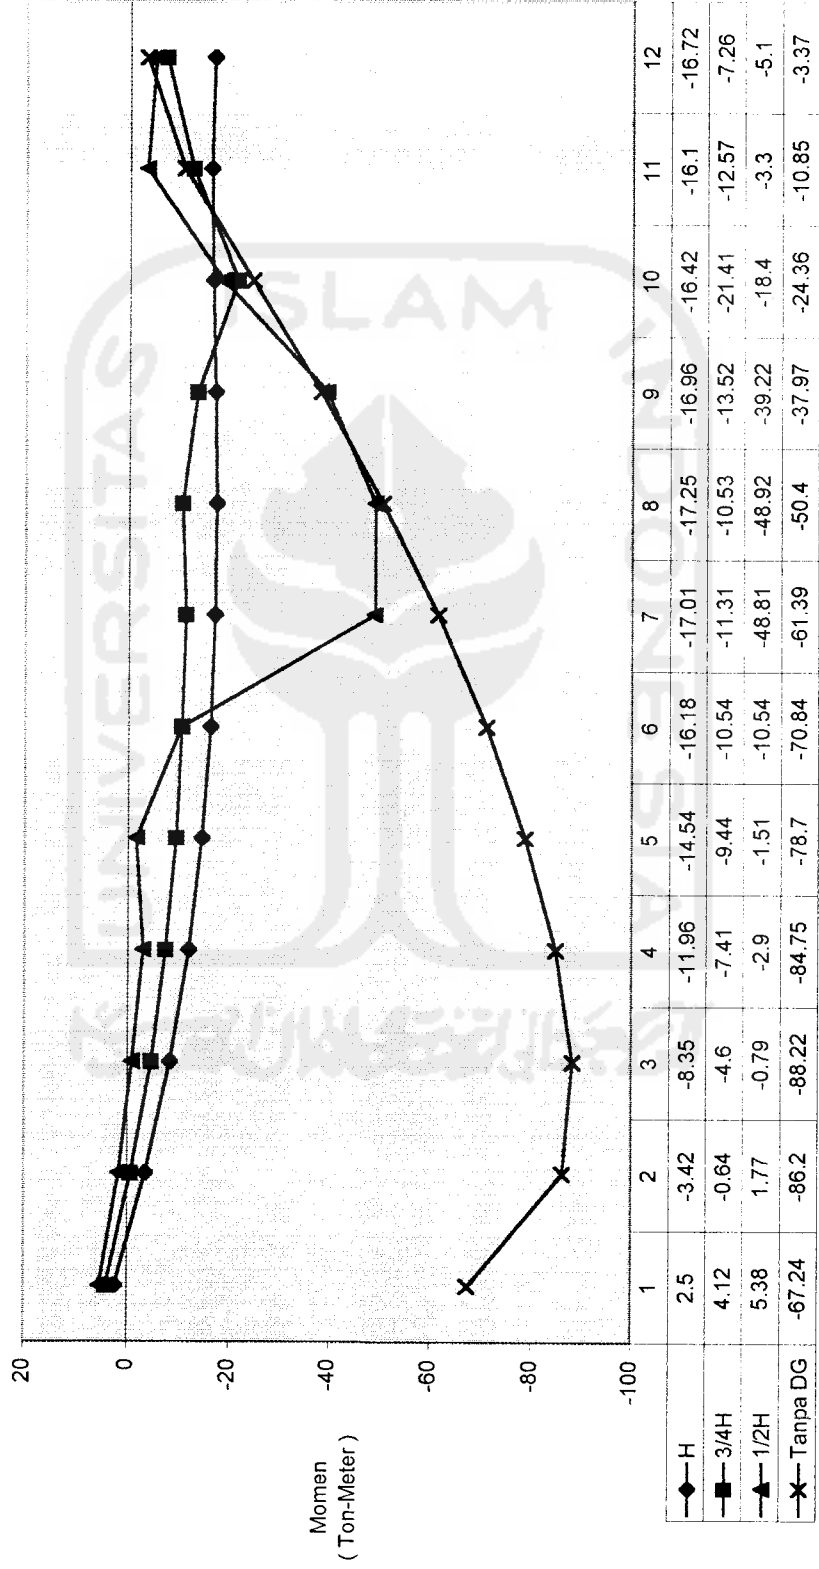 20
0
-20
-40
-60
-80
-100
Momen
( Ton-Meter )
1 2 3 4 5 6 7 8 9 10 11 12
H 2.5 -3.42 -8.35 -11.96 -14.54 -16.18 -17.01 -17.25 -16.96 -16.42 -16.1 -16.72
3/4H 4.12 -0.64 -4.6 -7.41 -9.44 -10.54 -11.31 -10.53 -13.52 -21.41 -12.57 -7.26
1/2H 5.38 1.77 -0.79 -2.9 -1.51 -10.54 -48.81 -48.92 -39.22 -18.4 -3.3 -5.1
Tanpa DG -67.24 -86.2 -88.22 -84.75 -78.7 -70.84 -61.39 -50.4 -37.97 -24.36 -10.85 -3.37
UNIVERSITAS
ISLAM
INDONESIA